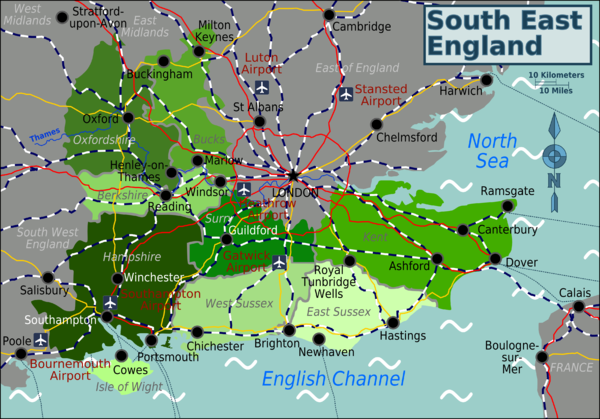 South East
England
West
Midlands
Stratford-
upon-Avon
East
Midlands
Milton
Keynes
Cambridge
Buckingham
Luton
Airport
East of England
Stansted
Airport
Harwich
10 Kilometers
10 Miles
Oxford
St Albans
Chelmsford
Thames
Oxfordshire
Bucks
North
Sea
Henley-on-
Thames
Marlow
Windsor
LONDON
Berkshire
Reading
Heathrow
Airport
Ramsgate
Surry
Guildford
Kent
Canterbury
South West
England
Hampshire
Gatwick
Airport
Royal
Tunbridge
Wells
Ashford
Dover
Winchester
Salisbury
Southampton
Airport
West Sussex
East Sussex
Calais
Southampton
Poole
Bournemouth
Airport
Portsmouth
Chichester
Brighton
Newhaven
Hastings
Boulogne-
sur-
Mer
FRANCE
Cowes
Isle of Wight
English Channel
N